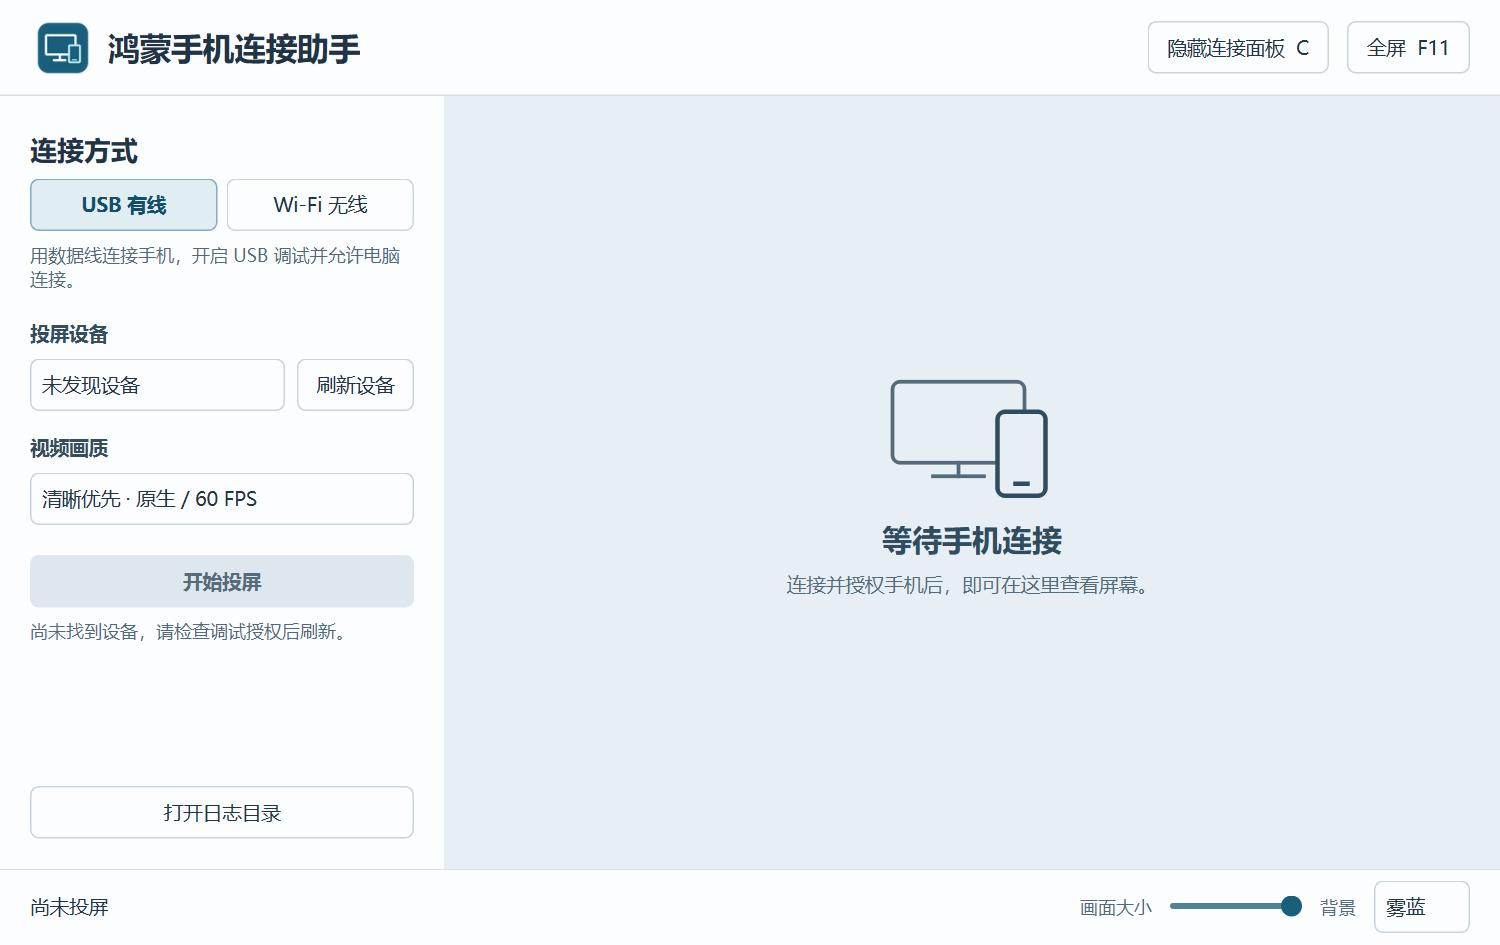 鸿蒙手机连接助手
隐藏连接面板 C
全屏 F11
连接方式
USB 有线
Wi-Fi 无线
用数据线连接手机，开启 USB 调试并允许电脑
连接。
投屏设备
未发现设备
刷新设备
视频画质
清晰优先 · 原生 / 60 FPS
开始投屏
尚未找到设备，请检查调试授权后刷新。
打开日志目录
等待手机连接
连接并授权手机后，即可在这里查看屏幕。
尚未投屏
画面大小
背景
雾蓝